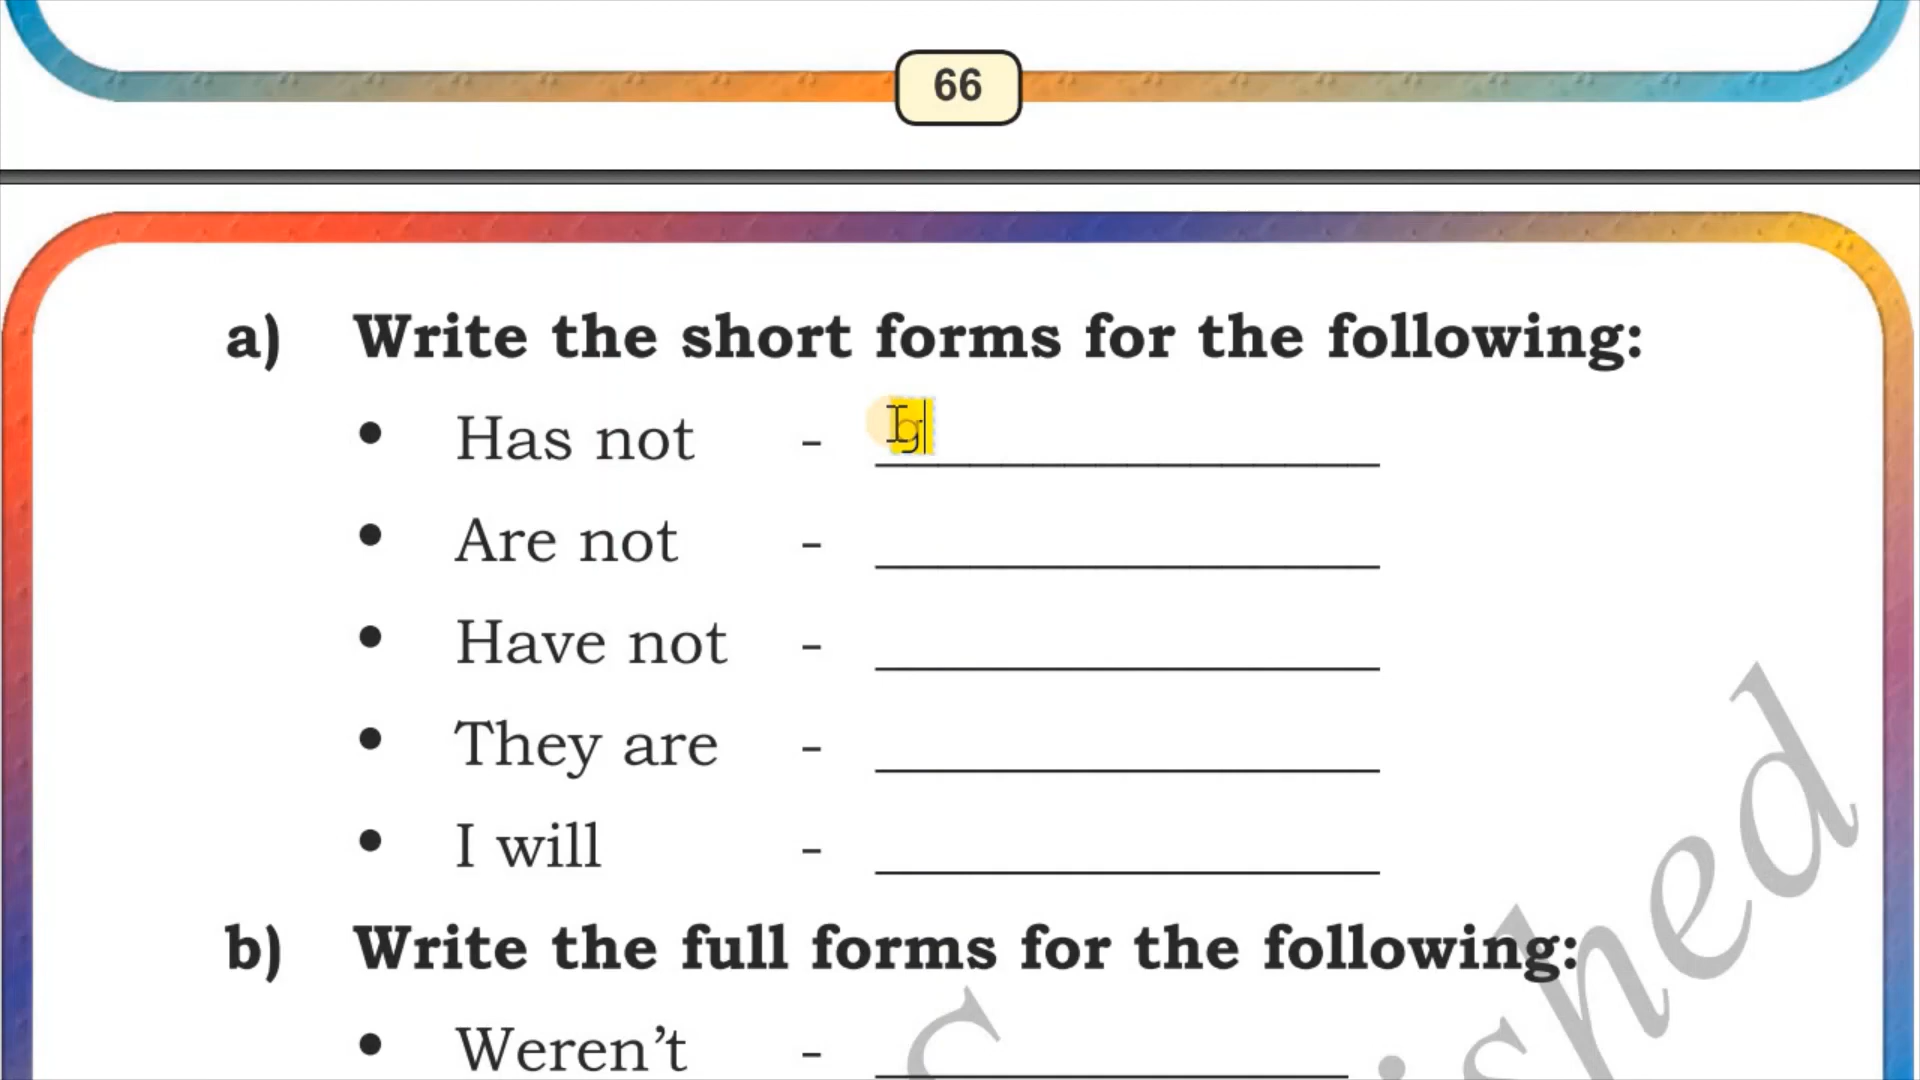 66
a) Write the short forms for the following:
• Has not - g
• Are not -
• Have not -
• They are -
• I will -
b) Write the full forms for the following:
• Weren’t -